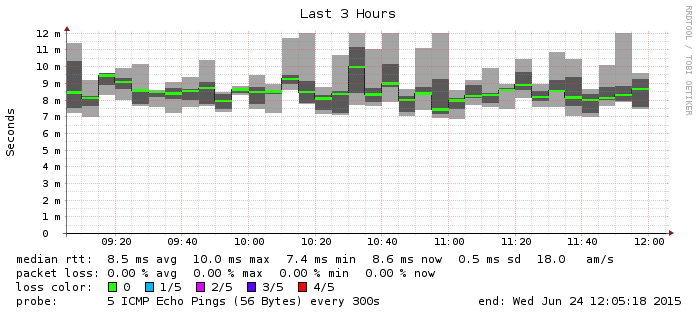 Last 3 Hours
RRDTOOL / TOBI OETIKER
Seconds
12 m
11 m
10 m
9 m
8 m
7 m
6 m
5 m
4 m
3 m
2 m
1 m
0
09:20 09:40 10:00 10:20 10:40 11:00 11:20 11:40 12:00
median rtt: 8.5 ms avg 10.0 ms max 7.4 ms min 8.6 ms now 0.5 ms sd 18.0 am/s
packet loss: 0.00 % avg 0.00 % max 0.00 % min 0.00 % now
loss color: 0 1/5 2/5 3/5 4/5
probe: 5 ICMP Echo Pings (56 Bytes) every 300s end: Wed Jun 24 12:05:18 2015